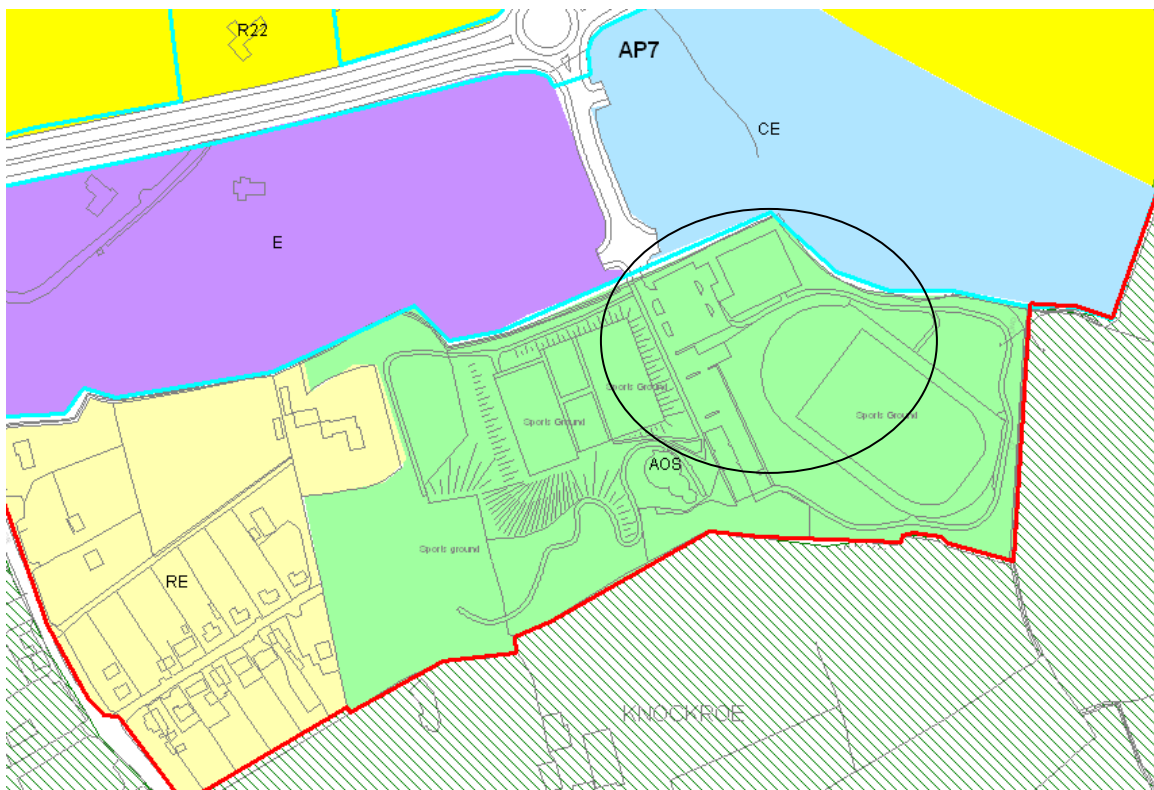 R22
AP7
CE
E
Sports Ground
Sports Ground
Sports Ground
AOS
Sports ground
RE
KNOCKROE